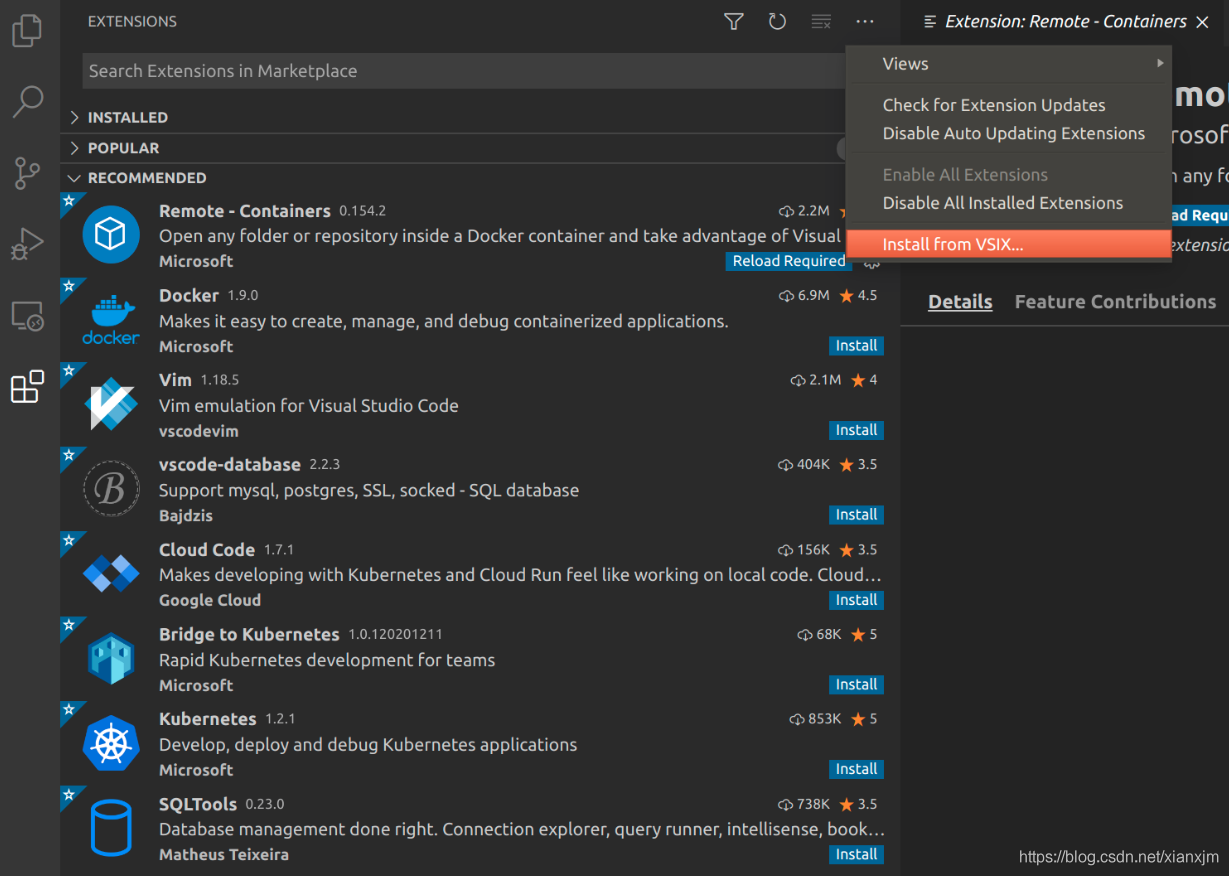 EXTENSIONS
Extension: Remote - Containers
Search Extensions in Marketplace
Views
Check for Extension Updates
Disable Auto Updating Extensions
Enable All Extensions
Disable All Installed Extensions
Install from VSIX...
INSTALLED
POPULAR
RECOMMENDED
Remote - Containers 0.154.2 2.2M
Open any folder or repository inside a Docker container and take advantage of Visual
Microsoft Reload Required
Docker 1.9.0 6.9M 4.5
Makes it easy to create, manage, and debug containerized applications.
Microsoft Install
docker
Vim 1.18.5 2.1M 4
Vim emulation for Visual Studio Code
vscodevim Install
vscode-database 2.2.3 404K 3.5
B
Support mysql, postgres, SSL, socked - SQL database
Bajdzis Install
Cloud Code 1.7.1 156K 3.5
Makes developing with Kubernetes and Cloud Run feel like working on local code. Cloud...
Google Cloud Install
Bridge to Kubernetes 1.0.120201211 68K 5
Rapid Kubernetes development for teams
Microsoft Install
Kubernetes 1.2.1 853K 5
Develop, deploy and debug Kubernetes applications
Microsoft Install
SQLTools 0.23.0 738K 3.5
Database management done right. Connection explorer, query runner, intellisense, book...
Matheus Teixeira Install
Details Feature Contributions
https://blog.csdn.net/xianxjm